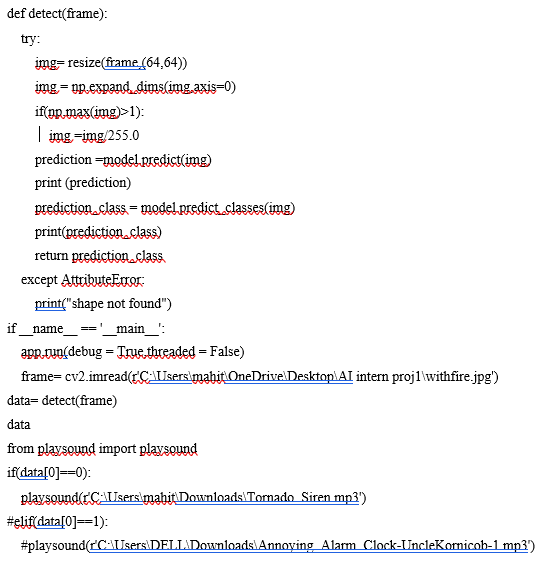 def detect(frame):
try:
img= resize(frame,(64,64))
img = np.expand_dims(img,axis=0)
if(np.max(img)>1):
img =img/255.0
prediction =model.predict(img)
print (prediction)
prediction_class = model.predict_classes(img)
print(prediction_class)
return prediction_class
except AttributeError:
print("shape not found")
if __name__ == '__main__':
app.run(debug = True,threaded = False)
frame= cv2.imread(r'C:\Users\mahit\OneDrive\Desktop\AI intern proj1\withfire.jpg')
data= detect(frame)
data
from playsound import playsound
if(data[0]==0):
playsound(r'C:\Users\mahit\Downloads\Tornado_Siren.mp3')
#elif(data[0]==1):
#playsound(r'C:\Users\DELL\Downloads\Annoying_Alarm_Clock-UncleKornicob-1.mp3')